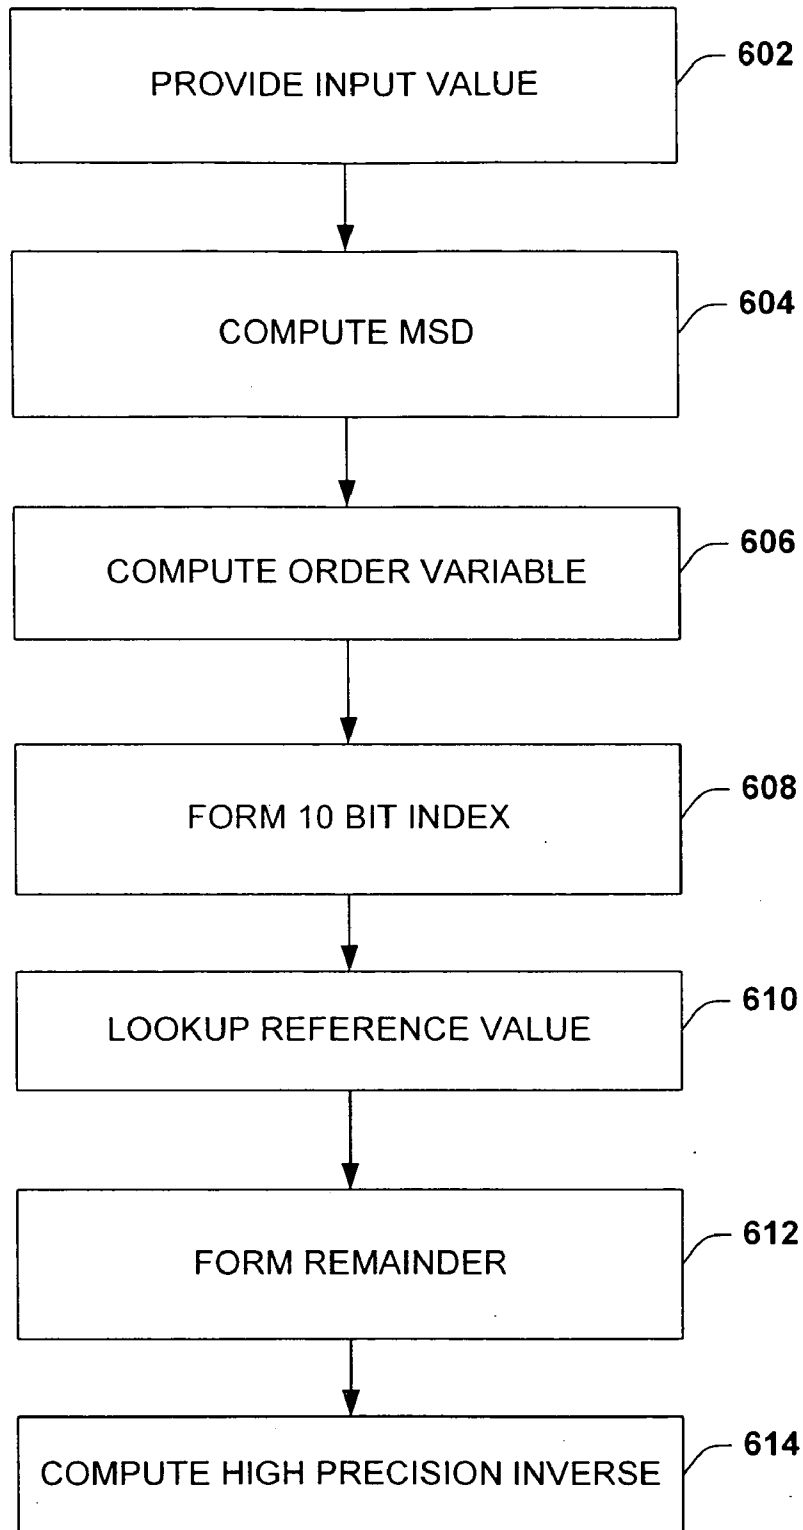 PROVIDE INPUT VALUE
602
COMPUTE MSD
604
COMPUTE ORDER VARIABLE
606
FORM 10 BIT INDEX
608
LOOKUP REFERENCE VALUE
610
FORM REMAINDER
612
COMPUTE HIGH PRECISION INVERSE
614